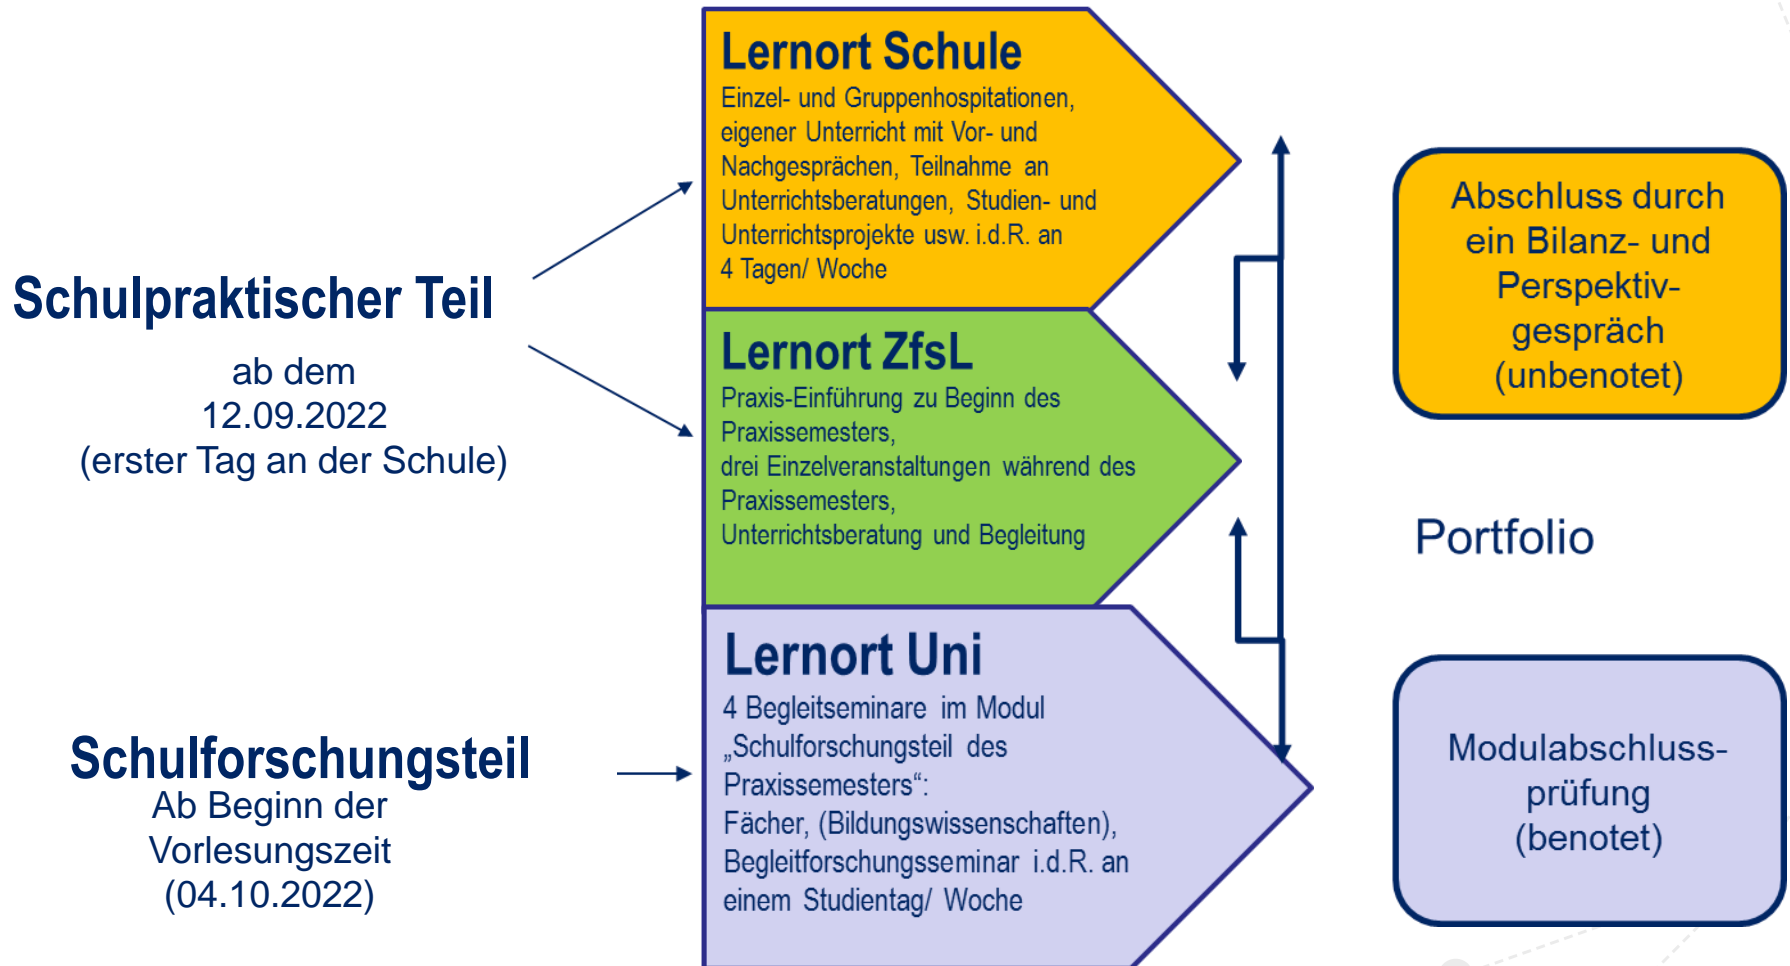 Schulpraktischer Teil
ab dem
12.09.2022
(erster Tag an der Schule)
Schulforschungsteil
Ab Beginn der
Vorlesungszeit
(04.10.2022)
Lernort Schule
Einzel- und Gruppenhospitationen,
eigener Unterricht mit Vor- und
Nachgesprächen, Teilnahme an
Unterrichtsberatungen, Studien- und
Unterrichtsprojekte usw. i.d.R. an
4 Tagen/ Woche
Lernort ZfsL
Praxis-Einführung zu Beginn des
Praxissemesters,
drei Einzelveranstaltungen während des
Praxissemesters,
Unterrichtsberatung und Begleitung
Lernort Uni
4 Begleitseminare im Modul
„Schulforschungsteil des
Praxissemesters“:
Fächer, (Bildungswissenschaften),
Begleitforschungsseminar i.d.R. an
einem Studientag/ Woche
Abschluss durch
ein Bilanz- und
Perspektiv-
gespräch
(unbenotet)
Portfolio
Modulabschluss-
prüfung
(benotet)